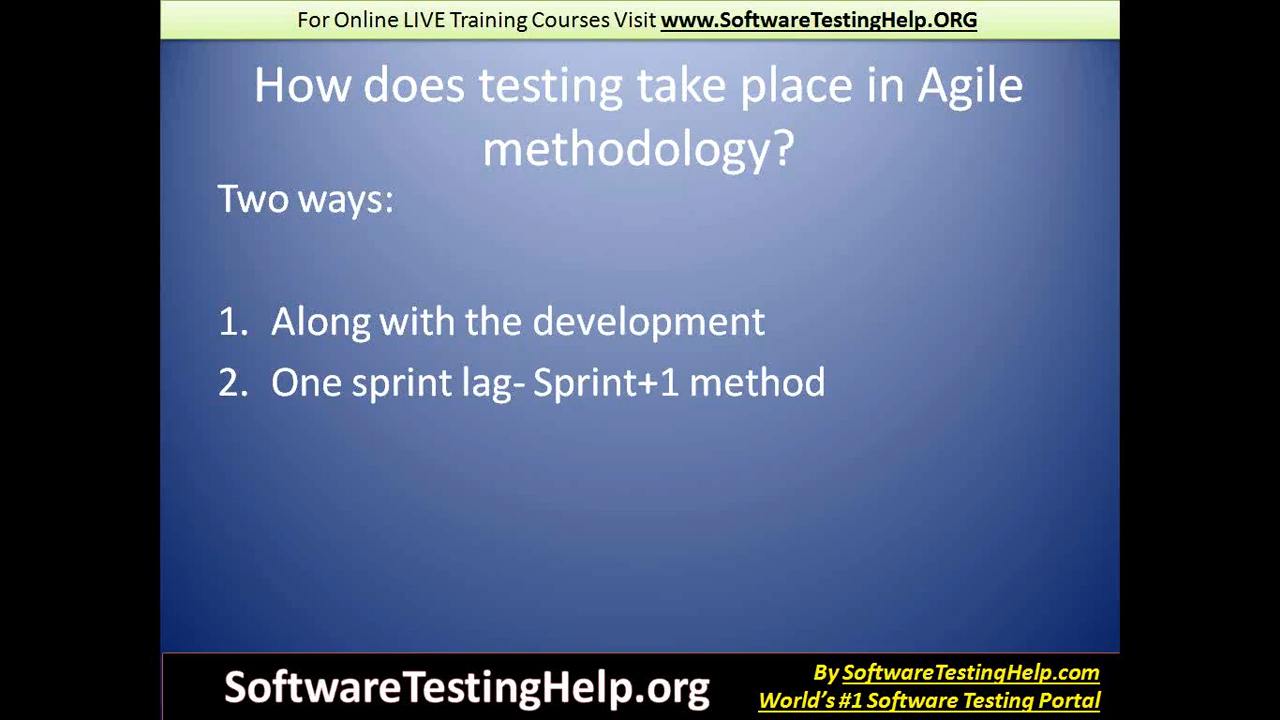 For Online LIVE Training Courses Visit www.SoftwareTestingHelp.ORG
How does testing take place in Agile
methodology?
Two ways:
1. Along with the development
2. One sprint lag- Sprint+1 method
SoftwareTestingHelp.org
By SoftwareTestingHelp.com
World's #1 Software Testing Portal